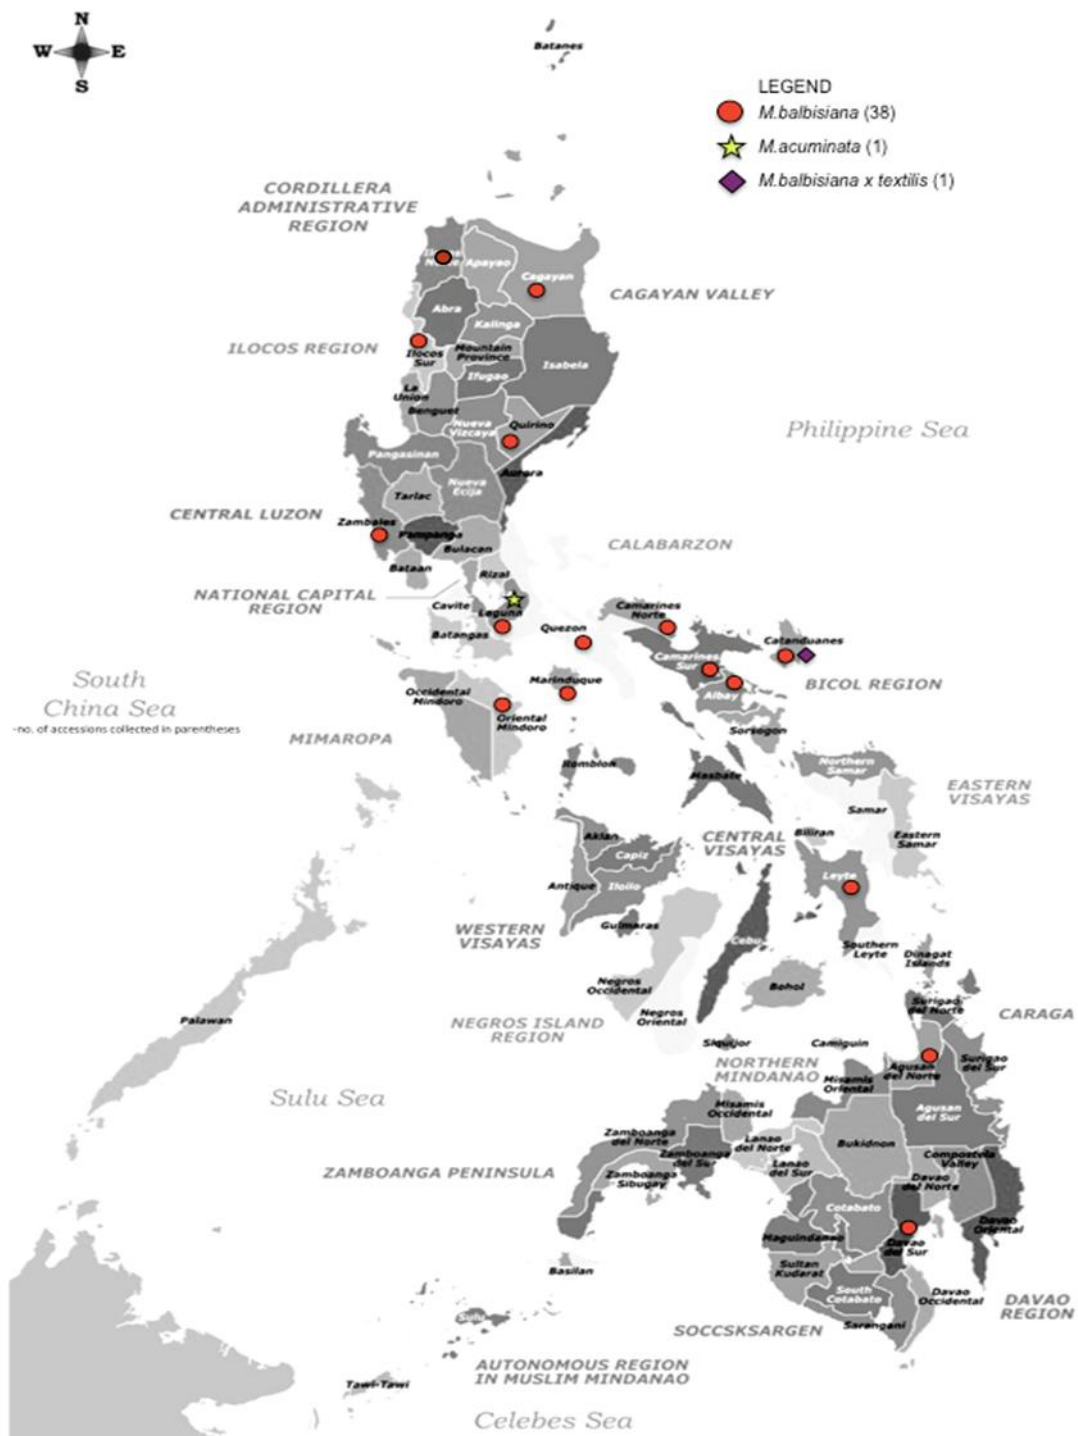 N
W E
S
Batanes
LEGEND
M.balbisiana (38)
M.acuminata (1)
M.balbisiana x textilis (1)
CORDILLERA
ADMINISTRATIVE
REGION
Apayao
Cagayan
CAGAYAN VALLEY
Abra
Kalinga
ILOCOS REGION
Ilocos
Sur
Mountain
Province
Isabela
Ifugao
La
Union
Benguet
Nueva
Vizcaya
Quirino
Philippine Sea
Pangasinan
Aurora
Nueva
Ecija
Tarlac
CENTRAL LUZON
Zambales
Pampanga
Bulacan
CALABARZON
Bataan
Rizal
NATIONAL CAPITAL
REGION
Cavite
Laguna
Camarines
Norte
Batangas
Quezon
Catanduanes
Camarines
Sur
South
China Sea
-no. of accessions collected in parentheses
Marinduque
BICOL REGION
Occidental
Mindoro
Albay
Oriental
Mindoro
Sorsogon
MIMAROPA
Romblon
Masbate
Northern
Samar
EASTERN
VISAYAS
Samar
Aklan
CENTRAL
VISAYAS
Biliran
Eastern
Samar
Capiz
Antique
Iloilo
Leyte
Guimaras
WESTERN
VISAYAS
Cebu
Southern
Leyte
Dinagat
Islands
Negros
Occidental
Bohol
Surigao
del Norte
CARAGA
Palawan
Negros
Oriental
NEGROS ISLAND
REGION
Siquijor
Camiguin
NORTHERN
MINDANAO
Agusan
del Norte
Surigao
del Sur
Misamis
Oriental
Sulu Sea
Misamis
Occidental
Agusan
del Sur
Zamboanga
del Norte
Lanao
del Norte
Bukidnon
Zamboanga
del Sur
Compostela
Valley
ZAMBOANGA PENINSULA
Zamboanga
Sibugay
Lanao
del Sur
Davao
del Norte
Cotabato
Maguindanao
Davao
Oriental
Davao
del Sur
Basilan
Sultan
Kudarat
South
Cotabato
Davao
Occidental
DAVAO
REGION
Sulu
SOCCSKSARGEN
Sarangani
AUTONOMOUS REGION
IN MUSLIM MINDANAO
Tawi-Tawi
Celebes Sea